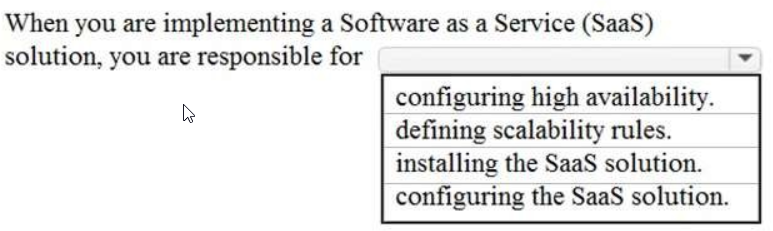 When you are implementing a Software as a Service (SaaS)
solution, you are responsible for
configuring high availability.
defining scalability rules.
installing the SaaS solution.
configuring the SaaS solution.